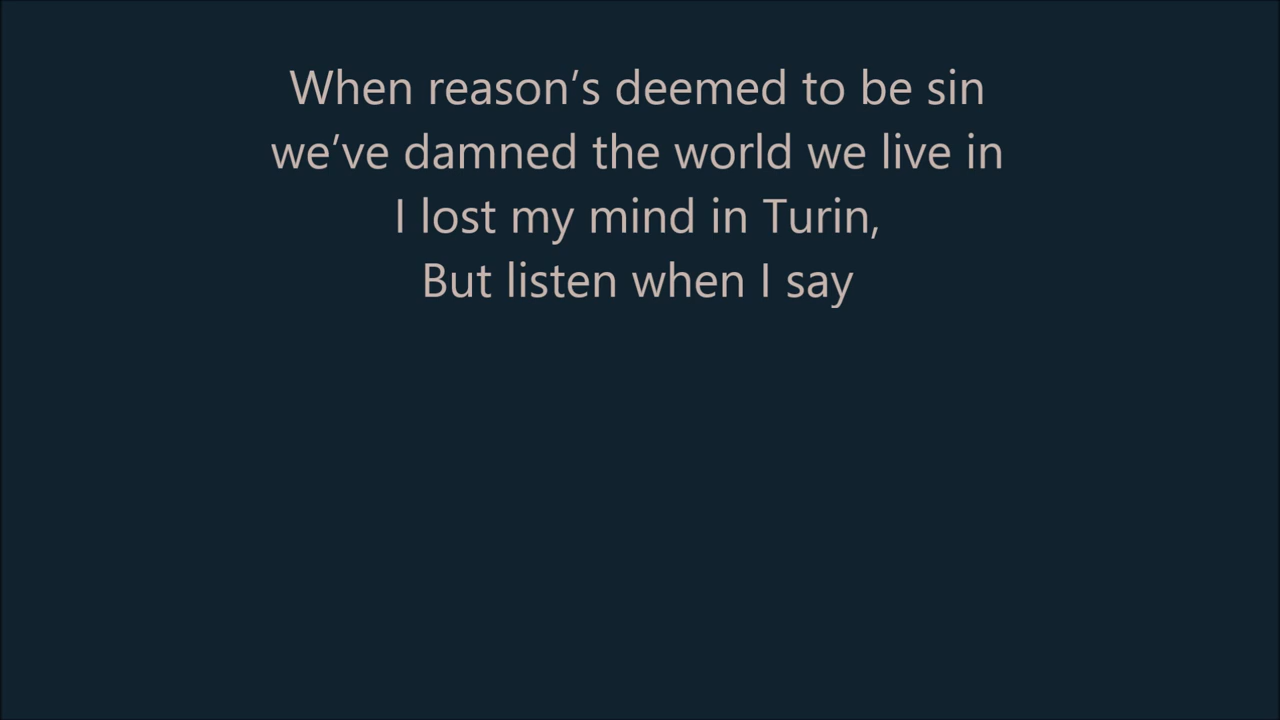 When reason’s deemed to be sin
we’ve damned the world we live in
I lost my mind in Turin,
But listen when I say